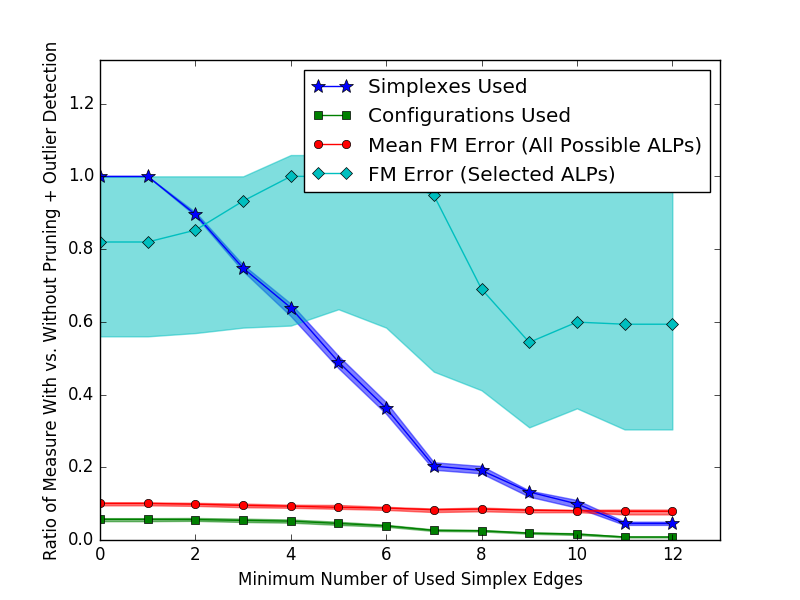 Ratio of Measure With vs. Without Pruning + Outlier Detection
1.2
1.0
0.8
0.6
0.4
0.2
0.0
Simplexes Used
Configurations Used
Mean FM Error (All Possible ALPs)
FM Error (Selected ALPs)
0 2 4 6 8 10 12
Minimum Number of Used Simplex Edges